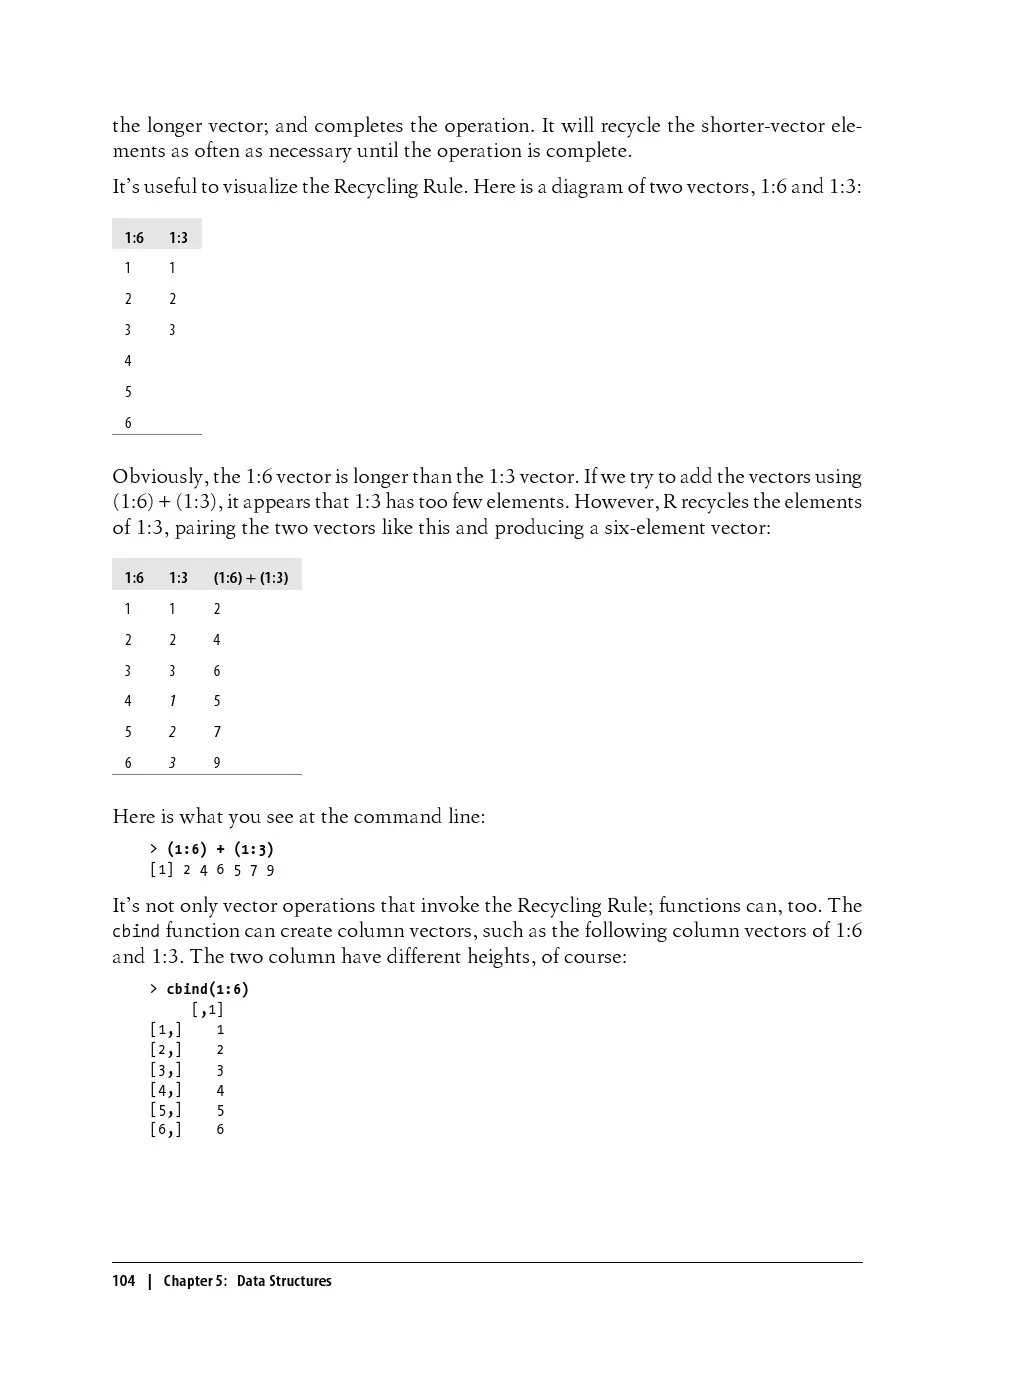 the longer vector; and completes the operation. It will recycle the shorter-vector ele-
ments as often as necessary until the operation is complete.
It’s useful to visualize the Recycling Rule. Here is a diagram of two vectors, 1:6 and 1:3:
1:6 1:3
1 1
2 2
3 3
4
5
6
Obviously, the 1:6 vector is longer than the 1:3 vector. If we try to add the vectors using
(1:6) + (1:3), it appears that 1:3 has too few elements. However, R recycles the elements
of 1:3, pairing the two vectors like this and producing a six-element vector:
1:6 1:3 (1:6) + (1:3)
1 1 2
2 2 4
3 3 6
4 1 5
5 2 7
6 3 9
Here is what you see at the command line:
> (1:6) + (1:3)
[1] 2 4 6 5 7 9
It’s not only vector operations that invoke the Recycling Rule; functions can, too. The
cbind function can create column vectors, such as the following column vectors of 1:6
and 1:3. The two column have different heights, of course:
> cbind(1:6)
[,1]
[1,] 1
[2,] 2
[3,] 3
[4,] 4
[5,] 5
[6,] 6
104 | Chapter 5: Data Structures